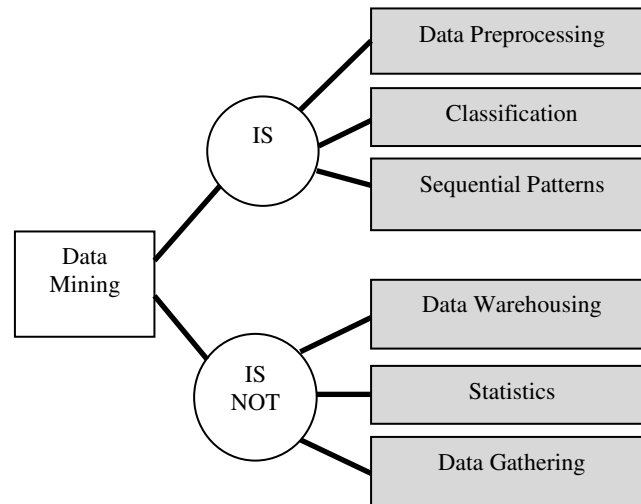 Data Preprocessing
IS
Classification
Sequential Patterns
Data
Mining
Data Warehousing
IS
NOT
Statistics
Data Gathering